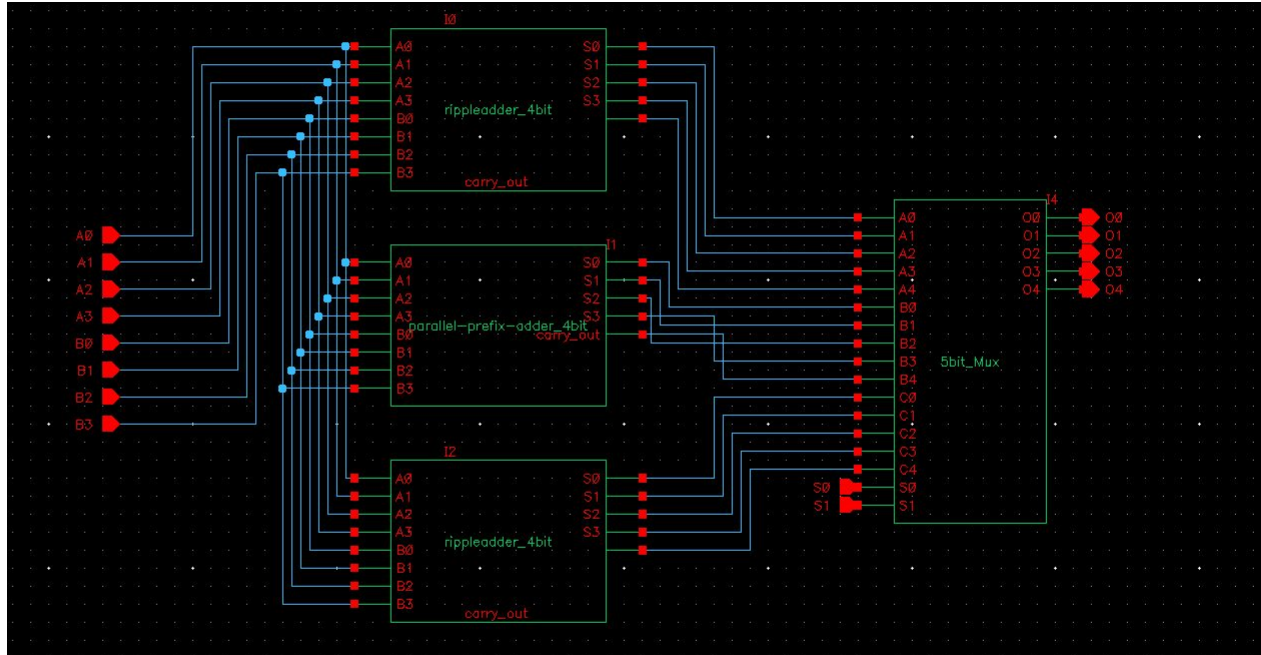 A0
A1
A2
A3
B0
B1
B2
B3
I0
A0
A1
A2
A3
B0
B1
B2
B3
rippleadder_4bit
S0
S1
S2
S3
carry_out
I1
A0
A1
A2
A3
B0
B1
B2
B3
parallel-prefix-adder_4bit
S0
S1
S2
S3
carry_out
I2
A0
A1
A2
A3
B0
B1
B2
B3
rippleadder_4bit
S0
S1
S2
S3
carry_out
I4
A0
A1
A2
A3
A4
B0
B1
B2
B3
B4
C0
C1
C2
C3
C4
S0 S0
S1 S1
5bit_Mux
O0 O0
O1 O1
O2 O2
O3 O3
O4 O4